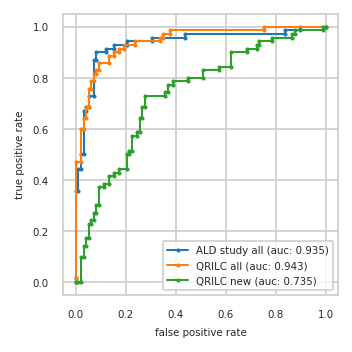 1.0
0.8
0.6
0.4
0.2
0.0
true positive rate
ALD study all (auc: 0.935)
QRILC all (auc: 0.943)
QRILC new (auc: 0.735)
0.0 0.2 0.4 0.6 0.8 1.0
false positive rate